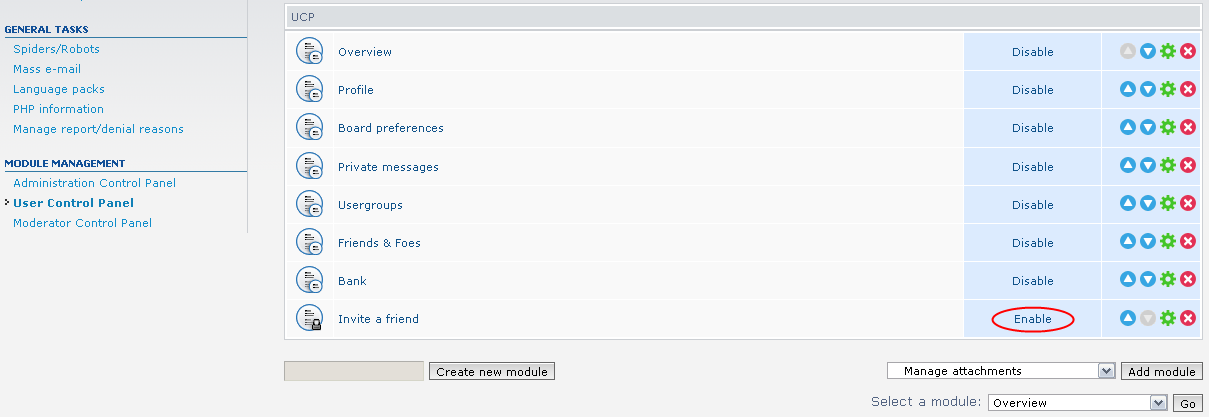 GENERAL TASKS
Spiders/Robots
Mass e-mail
Language packs
PHP information
Manage report/denial reasons
MODULE MANAGEMENT
Administration Control Panel
User Control Panel
Moderator Control Panel
UCP
Overview Disable
Profile Disable
Board preferences Disable
Private messages Disable
Usergroups Disable
Friends & Foes Disable
Bank Disable
Invite a friend Enable
Create new module Manage attachments Add module
Select a module: Overview Go